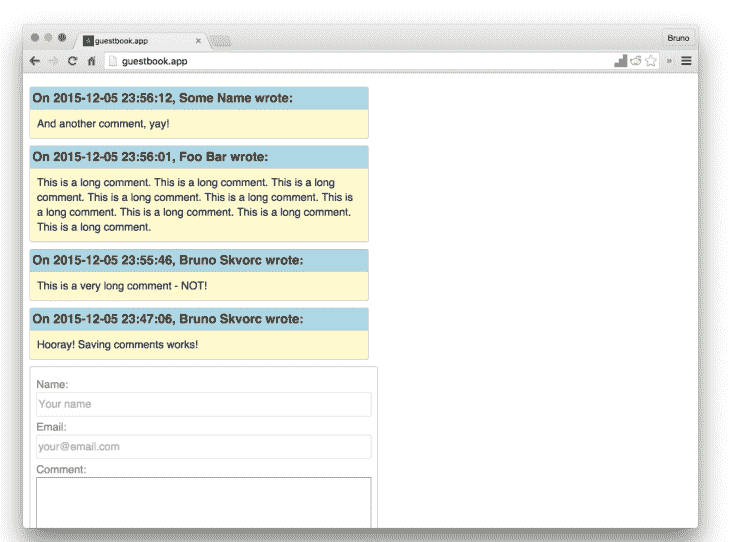 guestbook.app
Bruno
guestbook.app
On 2015-12-05 23:56:12, Some Name wrote:
And another comment, yay!
On 2015-12-05 23:56:01, Foo Bar wrote:
This is a long comment. This is a long comment. This is a long
comment. This is a long comment. This is a long comment. This is
a long comment. This is a long comment. This is a long comment.
This is a long comment.
On 2015-12-05 23:55:46, Bruno Skvorc wrote:
This is a very long comment - NOT!
On 2015-12-05 23:47:06, Bruno Skvorc wrote:
Hooray! Saving comments works!
Name:
Your name
Email:
your@email.com
Comment: